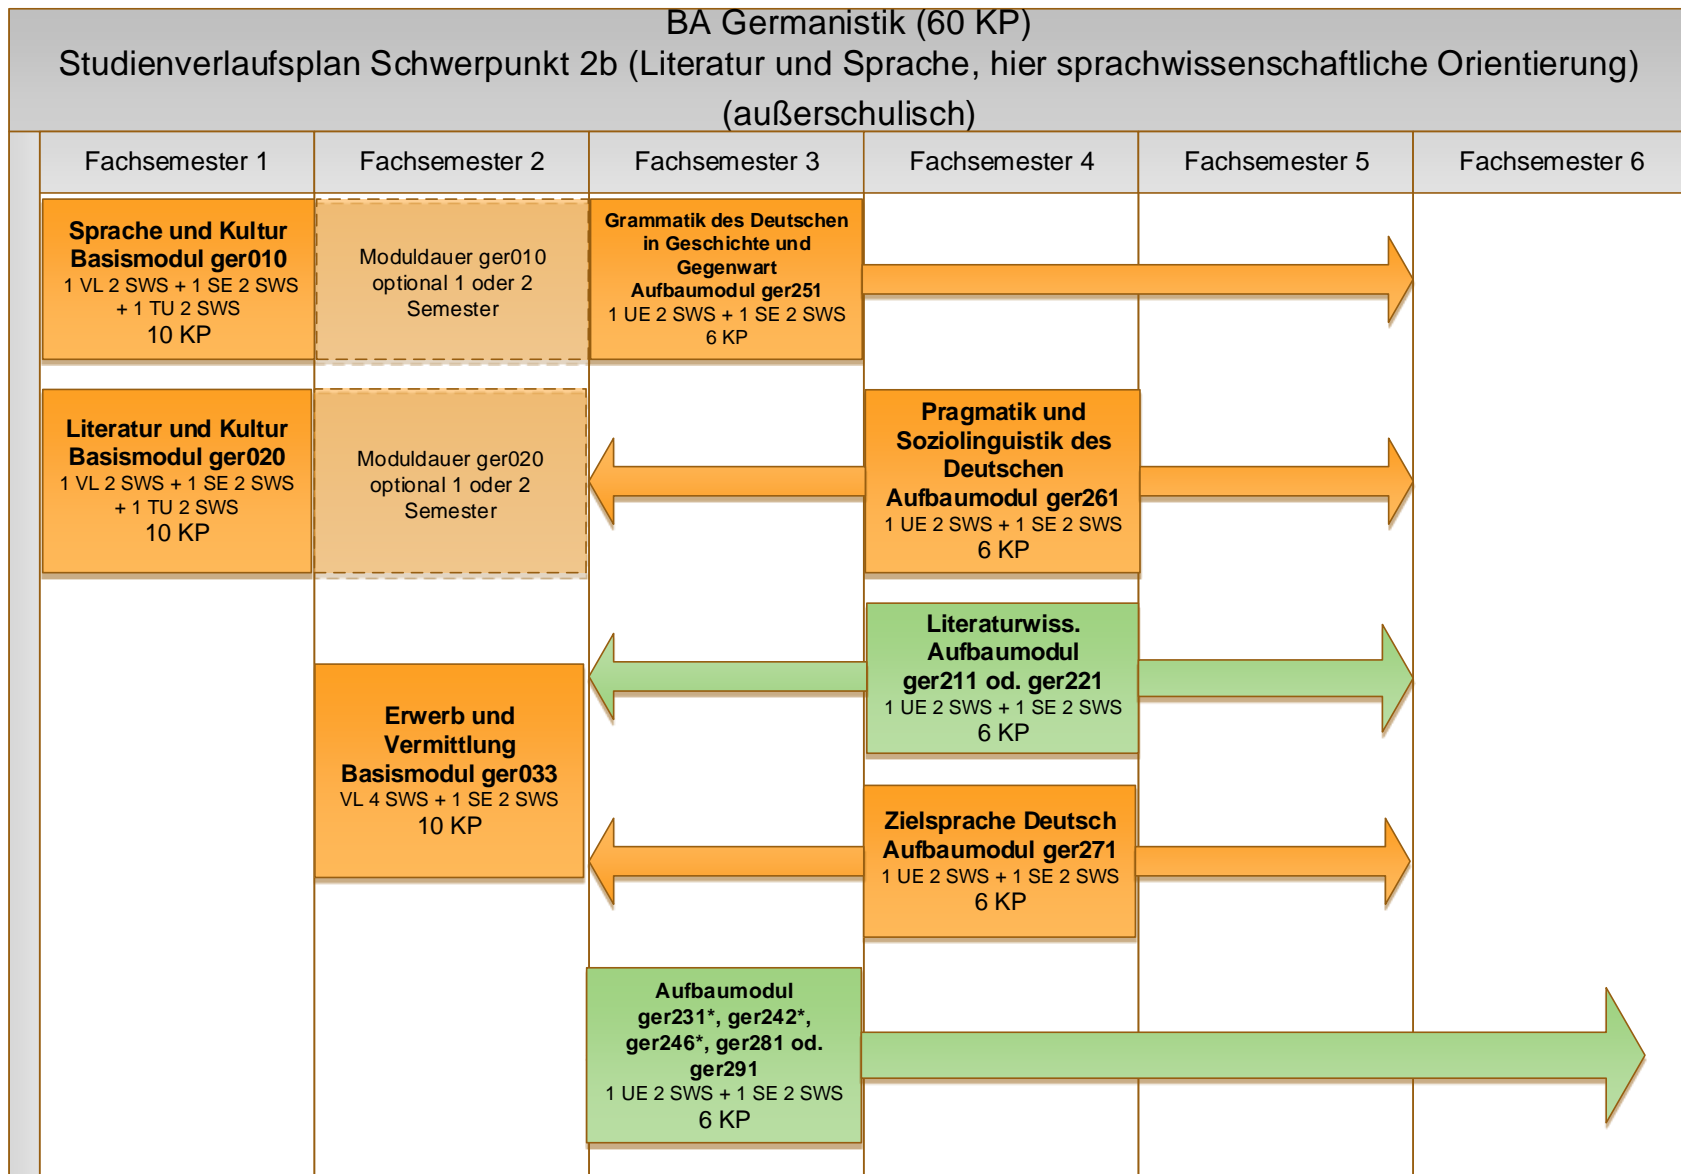 BA Germanistik (60 KP)
Studienverlaufsplan Schwerpunkt 2b (Literatur und Sprache, hier sprachwissenschaftliche Orientierung)
(außerschulisch)
Fachsemester 1
Fachsemester 2
Fachsemester 3
Fachsemester 4
Fachsemester 5
Fachsemester 6
Sprache und Kultur
Basismodul ger010
1 VL 2 SWS + 1 SE 2 SWS
+ 1 TU 2 SWS
10 KP
Moduldauer ger010
optional 1 oder 2
Semester
Grammatik des Deutschen
in Geschichte und
Gegenwart
Aufbaumodul ger251
1 UE 2 SWS + 1 SE 2 SWS
6 KP
Literatur und Kultur
Basismodul ger020
1 VL 2 SWS + 1 SE 2 SWS
+ 1 TU 2 SWS
10 KP
Moduldauer ger020
optional 1 oder 2
Semester
Pragmatik und
Soziolinguistik des
Deutschen
Aufbaumodul ger261
1 UE 2 SWS + 1 SE 2 SWS
6 KP
Literaturwiss.
Aufbaumodul
ger211 od. ger221
1 UE 2 SWS + 1 SE 2 SWS
6 KP
Erwerb und
Vermittlung
Basismodul ger033
VL 4 SWS + 1 SE 2 SWS
10 KP
Zielsprache Deutsch
Aufbaumodul ger271
1 UE 2 SWS + 1 SE 2 SWS
6 KP
Aufbaumodul
ger231*, ger242*,
ger246*, ger281 od.
ger291
1 UE 2 SWS + 1 SE 2 SWS
6 KP